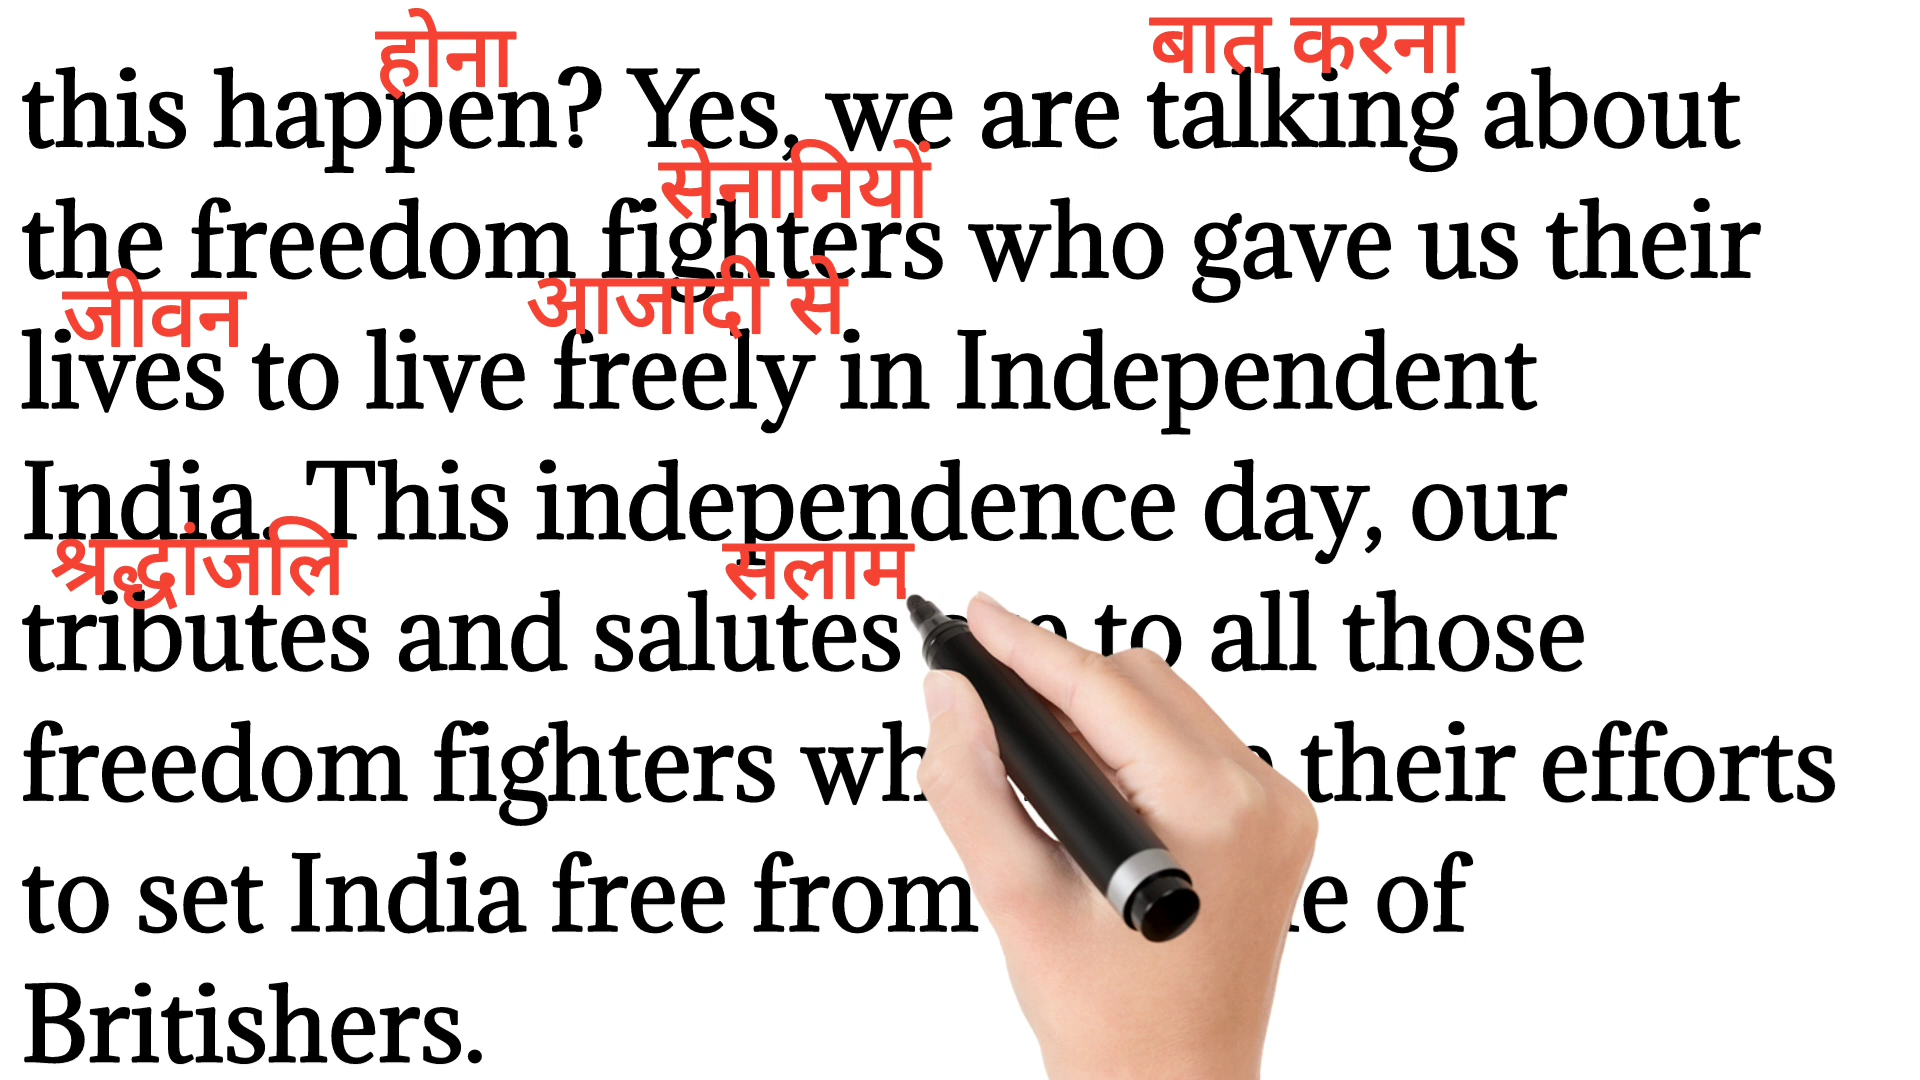 होना बात करना
this happen? Yes, we are talking about
सेनानियों
the freedom fighters who gave us their
जीवन आजादी से
lives to live freely in Independent
India. This independence day, our
श्रद्धांजलि सलाम
tributes and salutes to all those
freedom fighters their efforts
to set India free from of
Britishers.